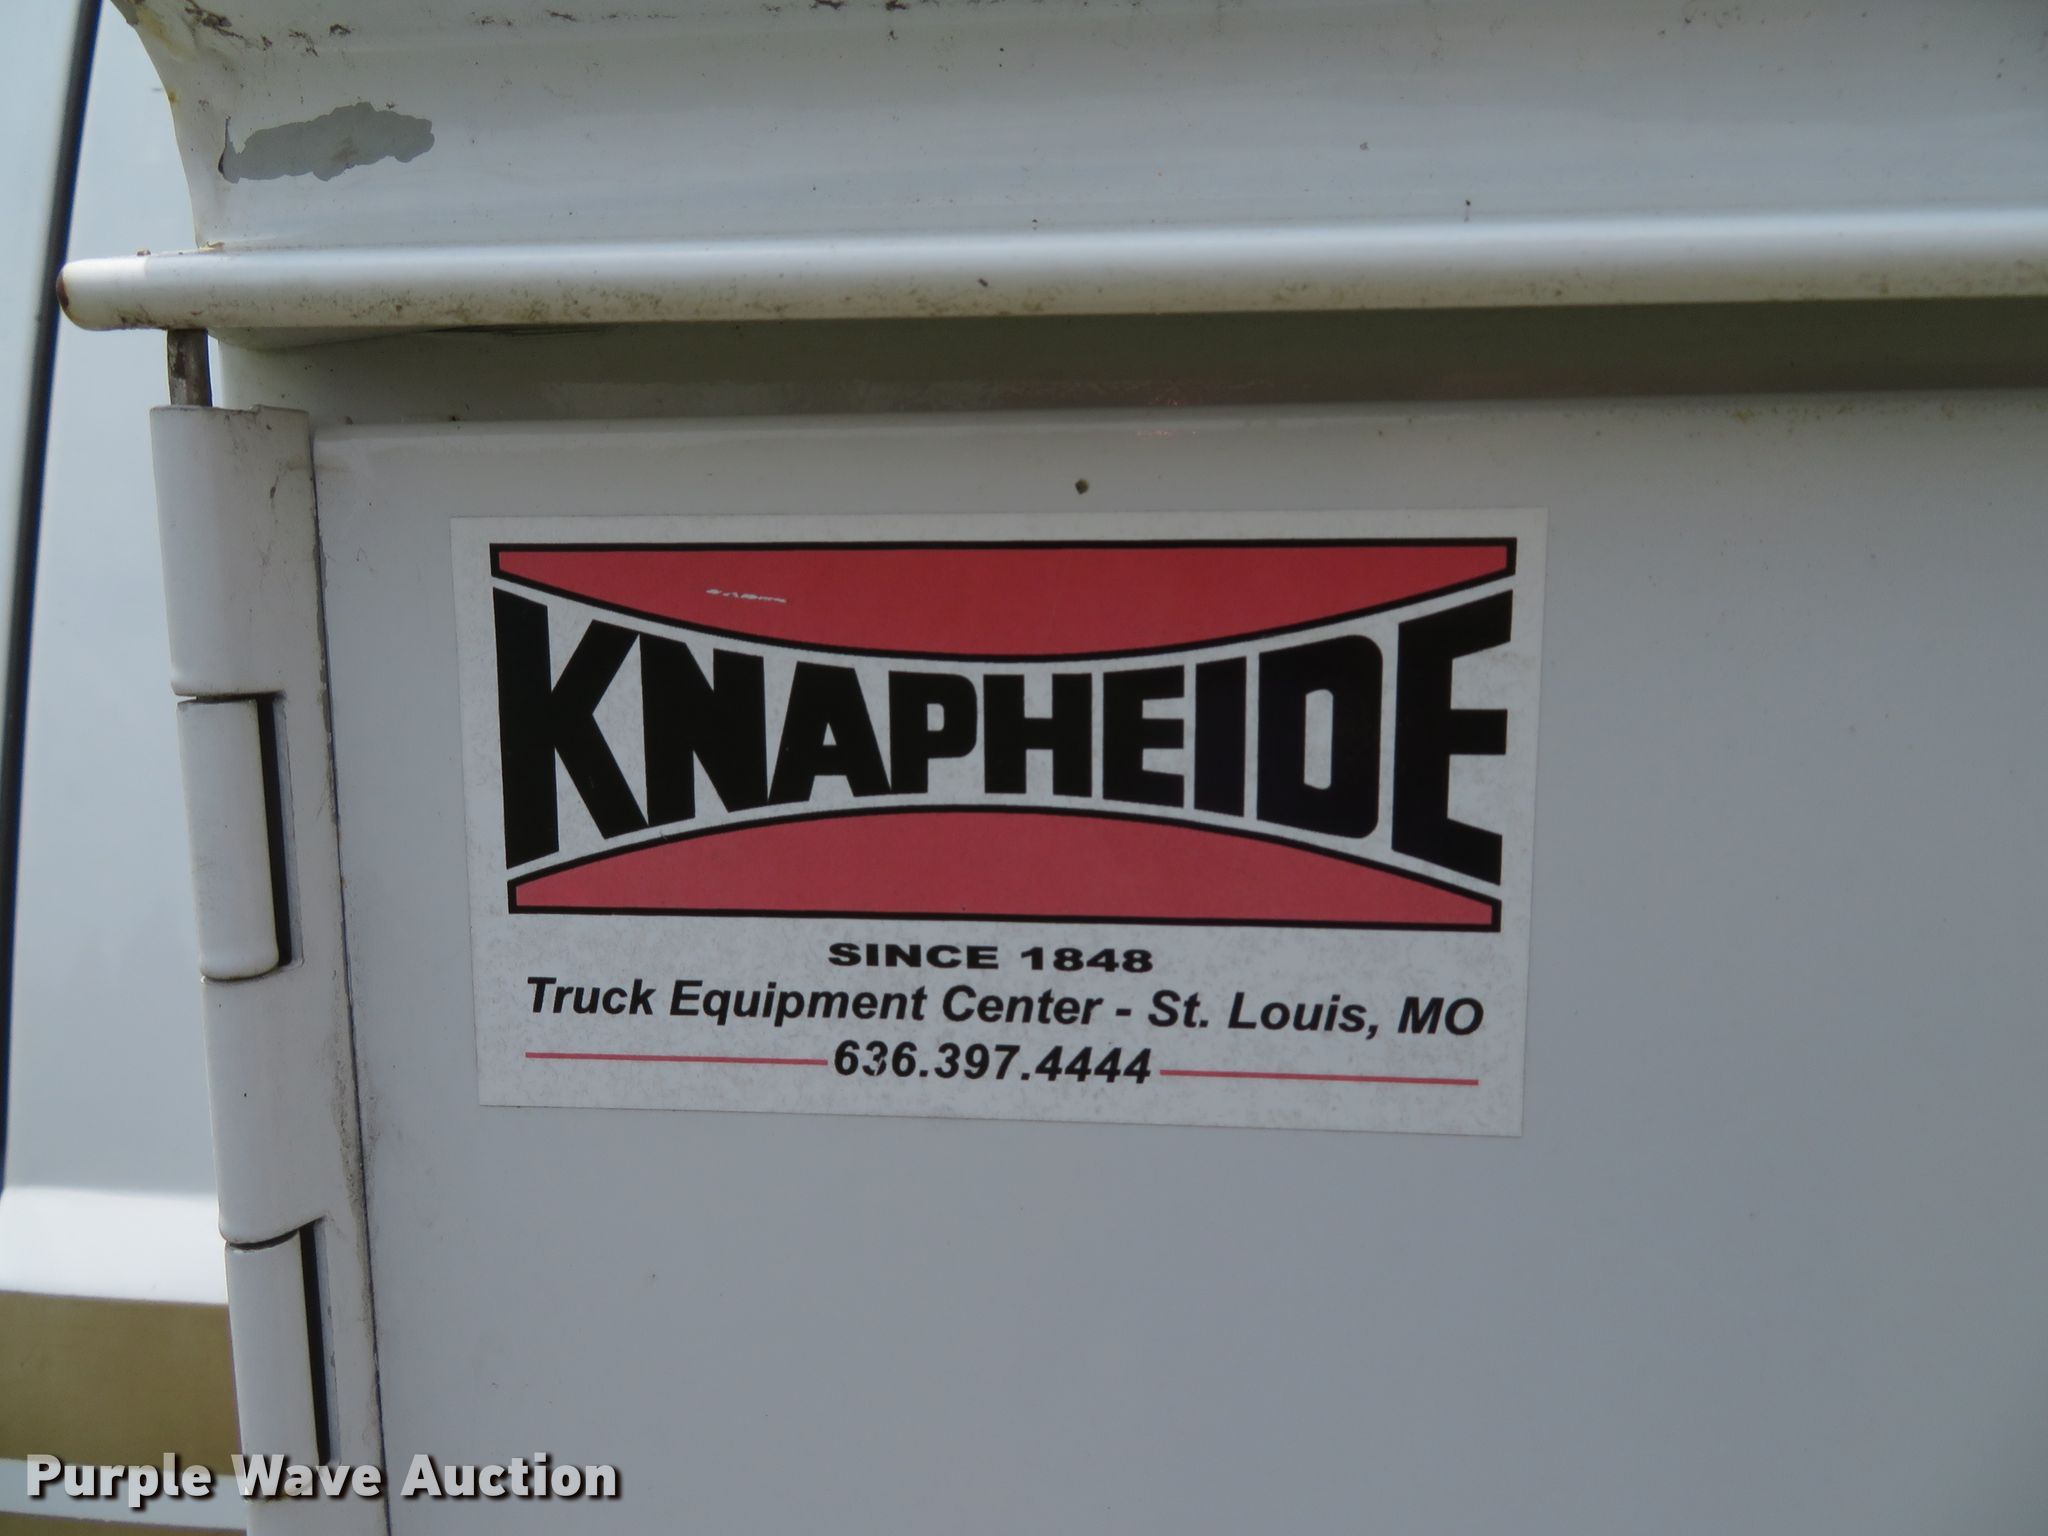 KNAPHEIDE
SINCE 1848
Truck Equipment Center - St. Louis, MO
636.397.4444
Purple Wave Auction